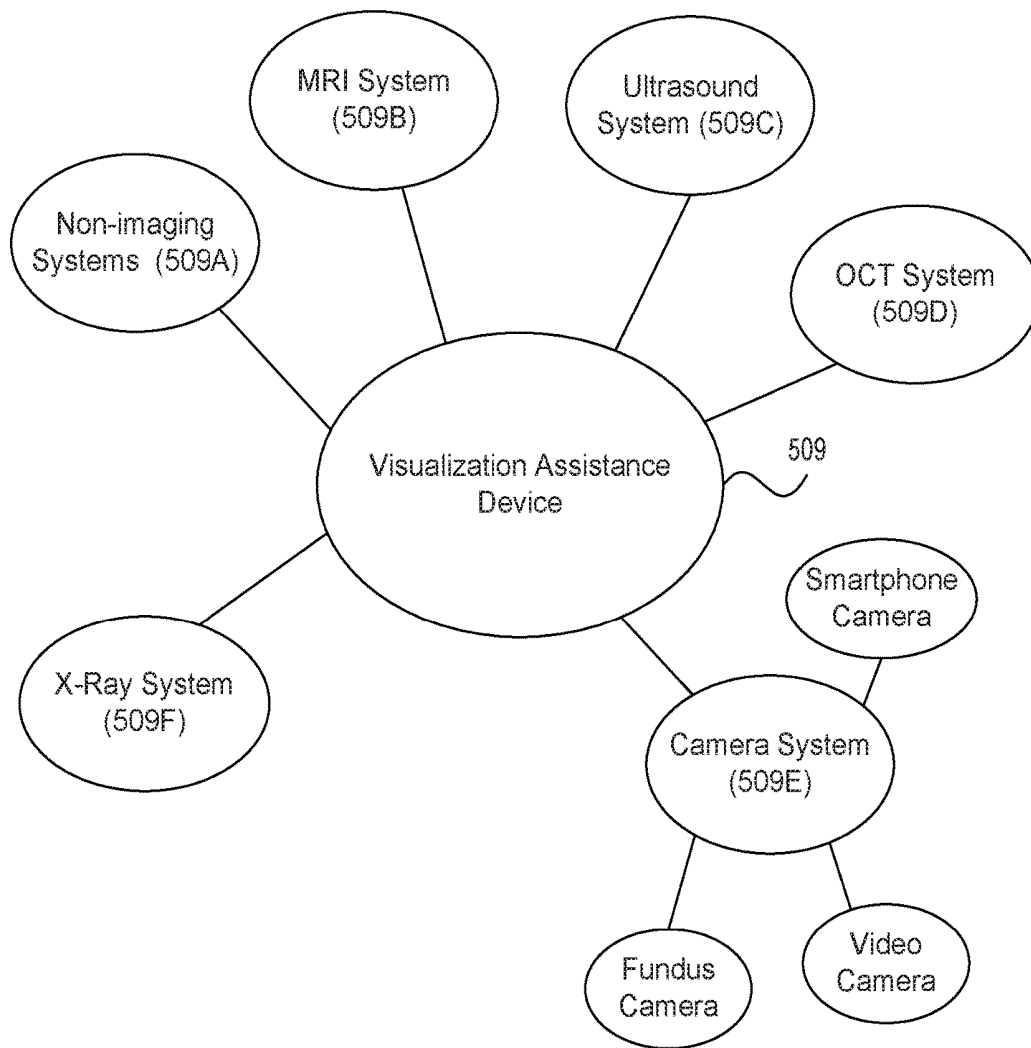 MRI System
(509B)
Ultrasound
System (509C)
Non-imaging
Systems (509A)
OCT System
(509D)
Visualization Assistance
Device
509
Smartphone
Camera
X-Ray System
(509F)
Camera System
(509E)
Fundus
Camera
Video
Camera